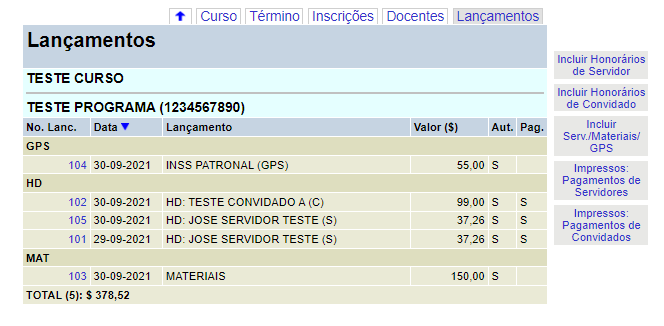 Curso Término Inscrições Docentes Lançamentos
Lançamentos
TESTE CURSO
TESTE PROGRAMA (1234567890)
No. Lanc. Data Lançamento Valor ($) Aut. Pag.
GPS
104 30-09-2021 INSS PATRONAL (GPS) 55,00 S
HD
102 30-09-2021 HD: TESTE CONVIDADO A (C) 99,00 S S
105 30-09-2021 HD: JOSE SERVIDOR TESTE (S) 37,26 S S
101 29-09-2021 HD: JOSE SERVIDOR TESTE (S) 37,26 S S
MAT
103 30-09-2021 MATERIAIS 150,00 S
TOTAL (5): $ 378,52
Incluir Honorários
de Servidor
Incluir Honorários
de Convidado
Incluir
Serv./Materiais/
GPS
Impressos:
Pagamentos de
Servidores
Impressos:
Pagamentos de
Convidados